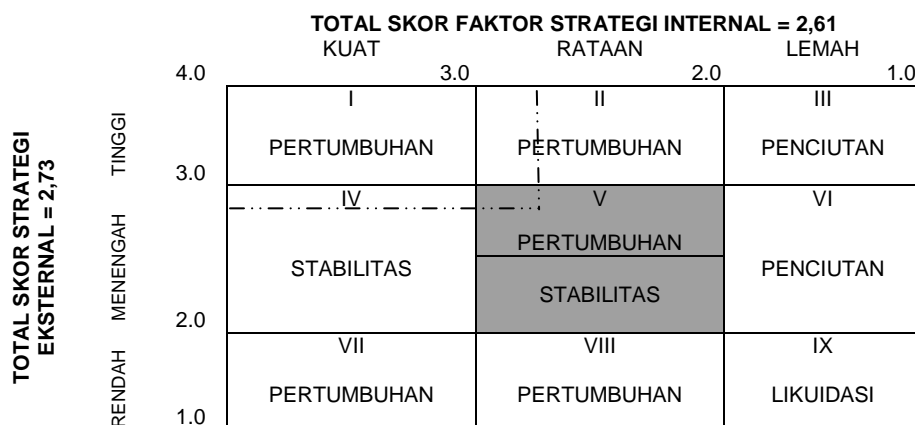 TOTAL SKOR FAKTOR STRATEGI INTERNAL = 2,61
KUAT RATAAN LEMAH
4.0 3.0 2.0 1.0
TOTAL SKOR STRATEGI
EKSTERNAL = 2,73
TINGGI
I II III
PERTUMBUHAN PERTUMBUHAN PENCIUTAN
3.0
MENENGAH
IV V VI
PERTUMBUHAN
STABILITAS PENCIUTAN
STABILITAS
2.0
RENDAH
VII VIII IX
PERTUMBUHAN PERTUMBUHAN LIKUIDASI
1.0